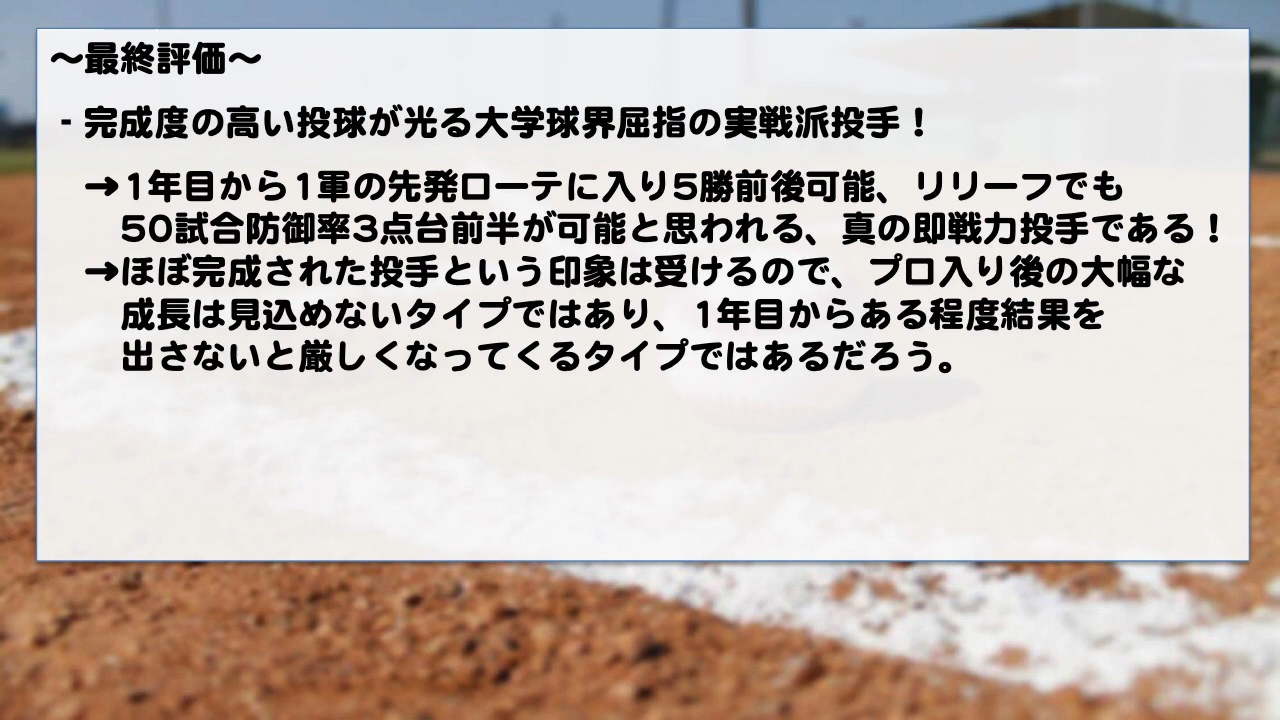 ～最終評価～
- 完成度の高い投球が光る大学球界屈指の実戦派投手！
→1年目から1軍の先発ローテに入り5勝前後可能、リリーフでも
50試合防御率3点台前半が可能と思われる、真の即戦力投手である！
→ほぼ完成された投手という印象は受けるので、プロ入り後の大幅な
成長は見込めないタイプではあり、1年目からある程度結果を
出さないと厳しくなってくるタイプではあるだろう。